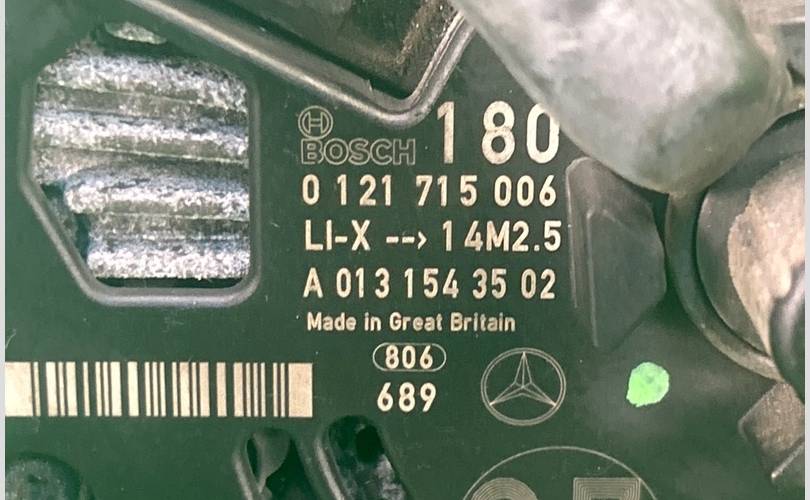 BOSCH 180
0 121 715 006
LI-X --> 14M2.5
A 013 154 35 02
Made in Great Britain
806
689